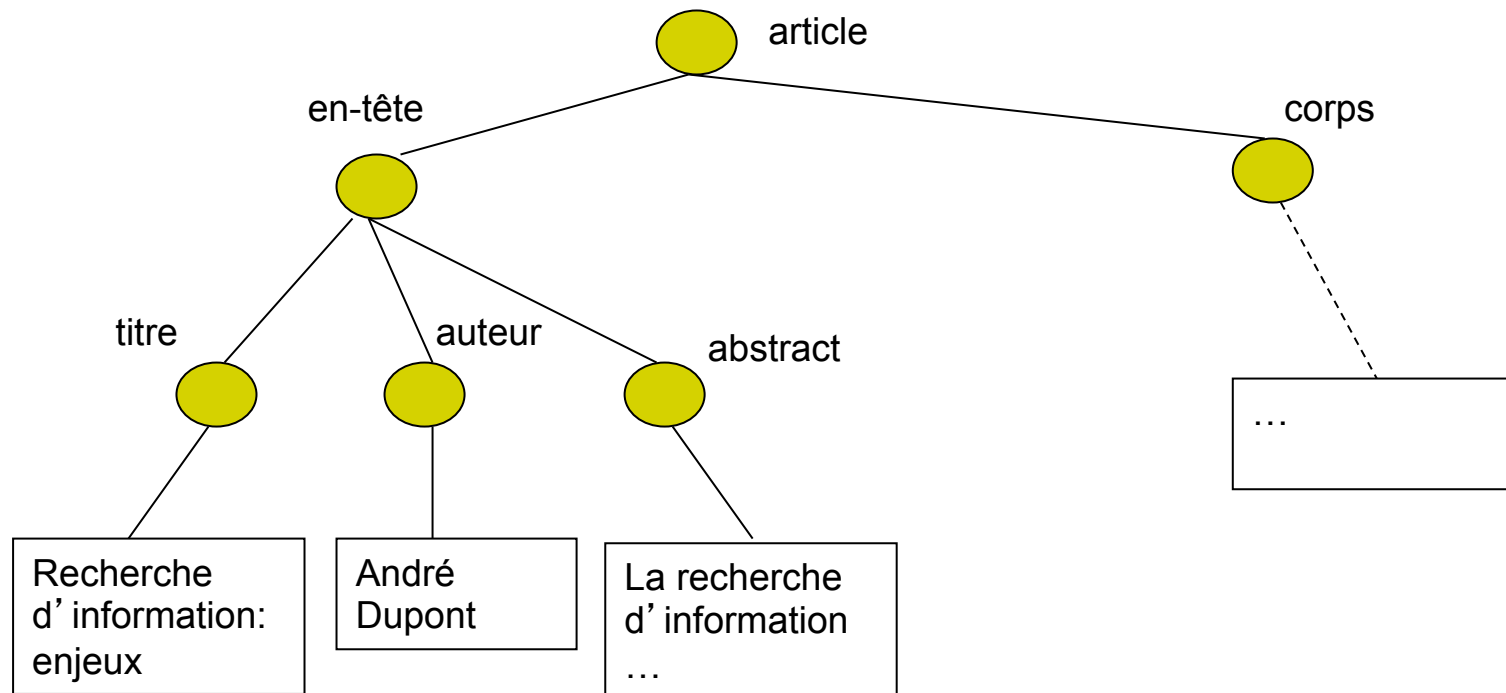 article
en-tête
corps
titre
auteur
abstract
…
Recherche
d’ information:
enjeux
André
Dupont
La recherche
d’ information
…